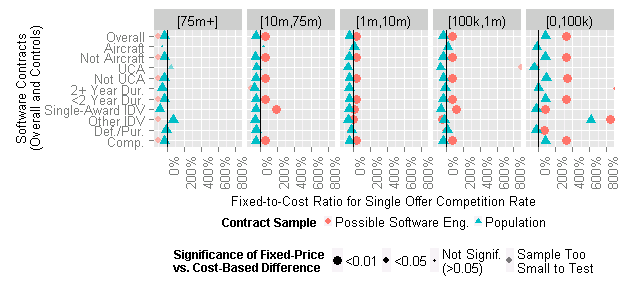 [75m+] [10m,75m) [1m,10m) [100k,1m) [0,100k)
Software Contracts
(Overall and Controls)
Overall
Aircraft
Not Aircraft
UCA
Not UCA
2+ Year Dur.
<2 Year Dur.
Single-Award IDV
Other IDV
Def./Pur.
Comp.
0% 200% 400% 600% 800% 0% 200% 400% 600% 800% 0% 200% 400% 600% 800% 0% 200% 400% 600% 800% 0% 200% 400% 600% 800%
Fixed-to-Cost Ratio for Single Offer Competition Rate
Contract Sample Possible Software Eng. Population
Significance of Fixed-Price
vs. Cost-Based Difference
<0.01
<0.05
Not Signif.
(>0.05)
Sample Too
Small to Test